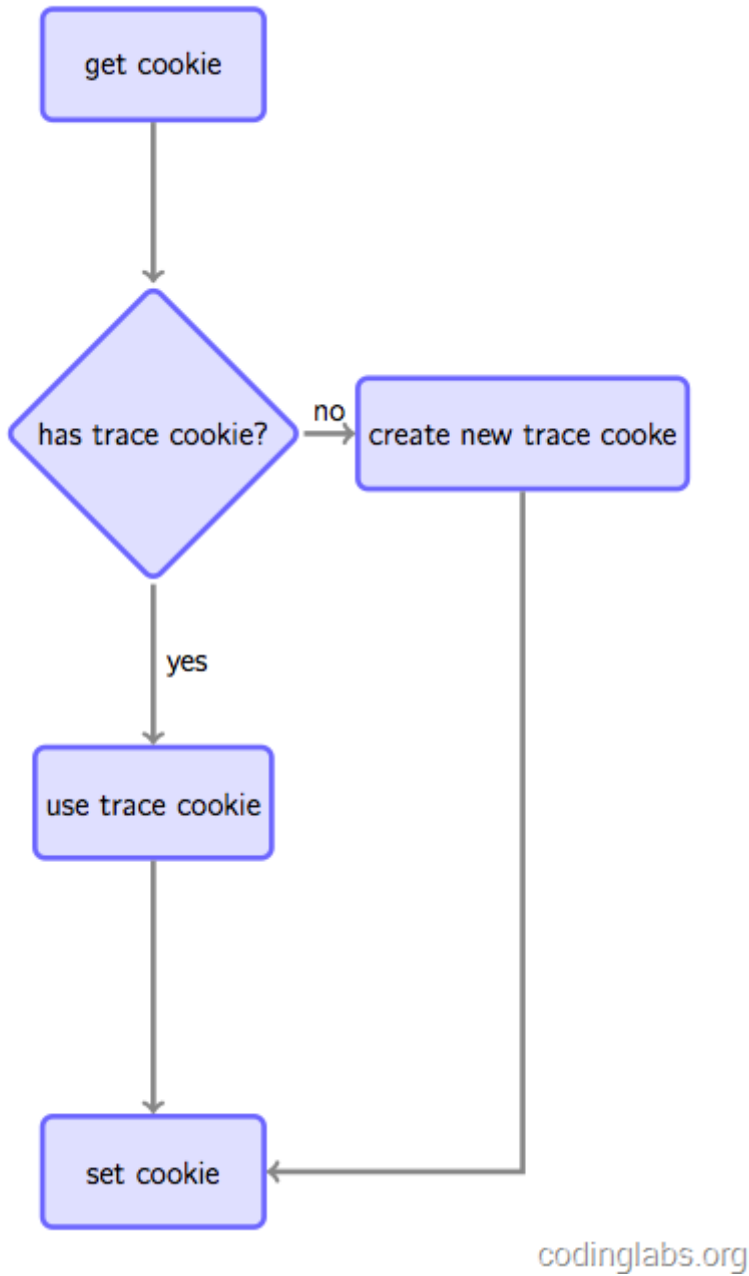 get cookie
has trace cookie?
no
create new trace cooke
yes
use trace cookie
set cookie
codinglabs.org